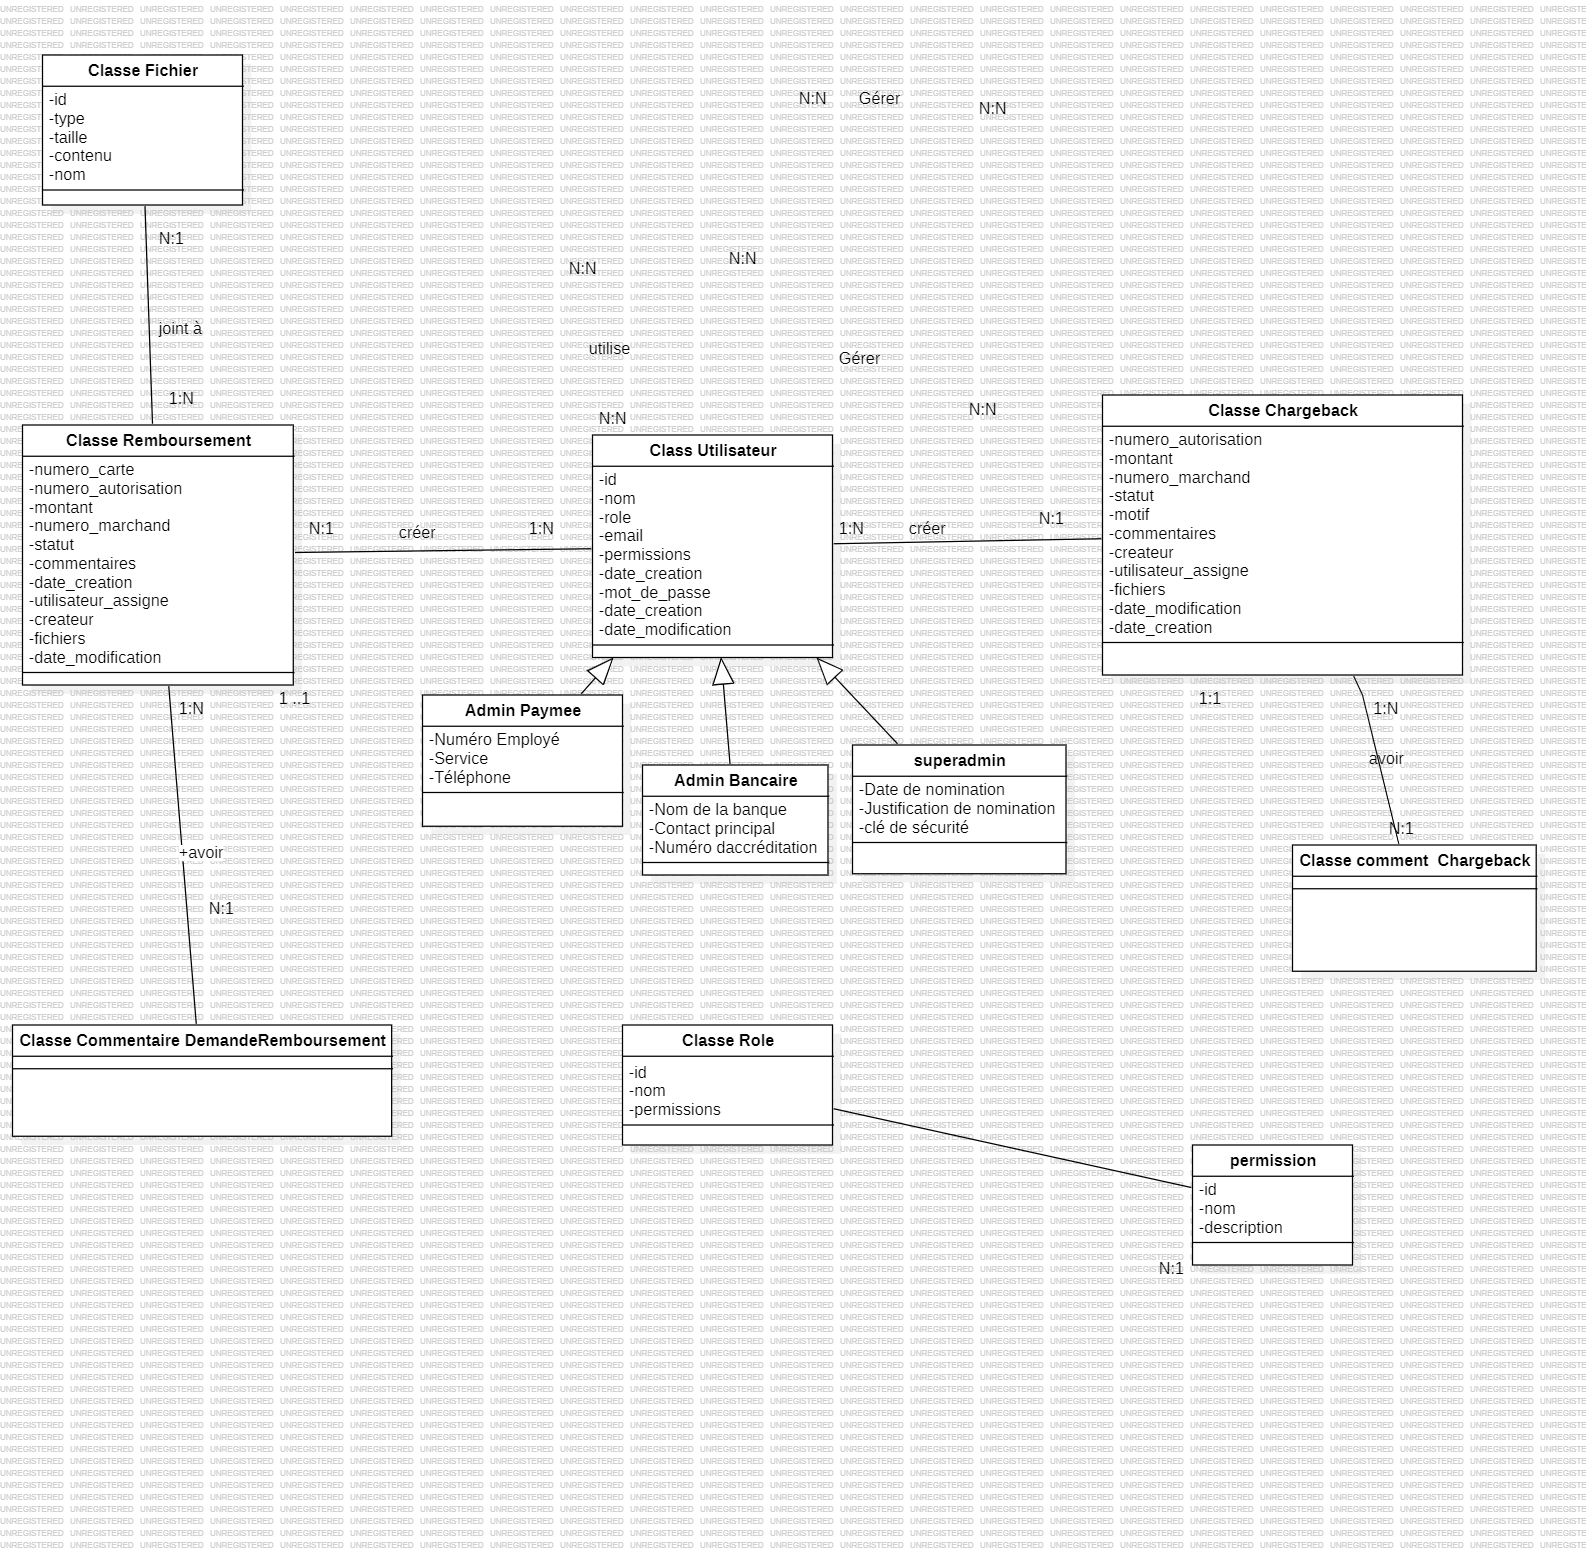 Classe Fichier
-id
-type
-taille
-contenu
-nom
N:N
Gérer
N:N
N:1
joint à
1:N
N:N
N:N
utilise
Gérer
N:N
N:N
Classe Remboursement
-numero_carte
-numero_autorisation
-montant
-numero_marchand
-statut
-commentaires
-date_creation
-utilisateur_assigne
-createur
-fichiers
-date_modification
N:1
créer
1:N
Class Utilisateur
-id
-nom
-role
-email
-permissions
-date_creation
-mot_de_passe
-date_creation
-date_modification
1:N
créer
N:1
Classe Chargeback
-numero_autorisation
-montant
-numero_marchand
-statut
-motif
-commentaires
-createur
-utilisateur_assigne
-fichiers
-date_modification
-date_creation
1:N
1 ..1
+avoir
N:1
Admin Paymee
-Numéro Employé
-Service
-Téléphone
Admin Bancaire
-Nom de la banque
-Contact principal
-Numéro daccréditation
superadmin
-Date de nomination
-Justification de nomination
-clé de sécurité
1:1
1:N
avoir
N:1
Classe comment  Chargeback
Classe Commentaire DemandeRemboursement
Classe Role
-id
-nom
-permissions
permission
-id
-nom
-description
N:1
UNREGISTERED